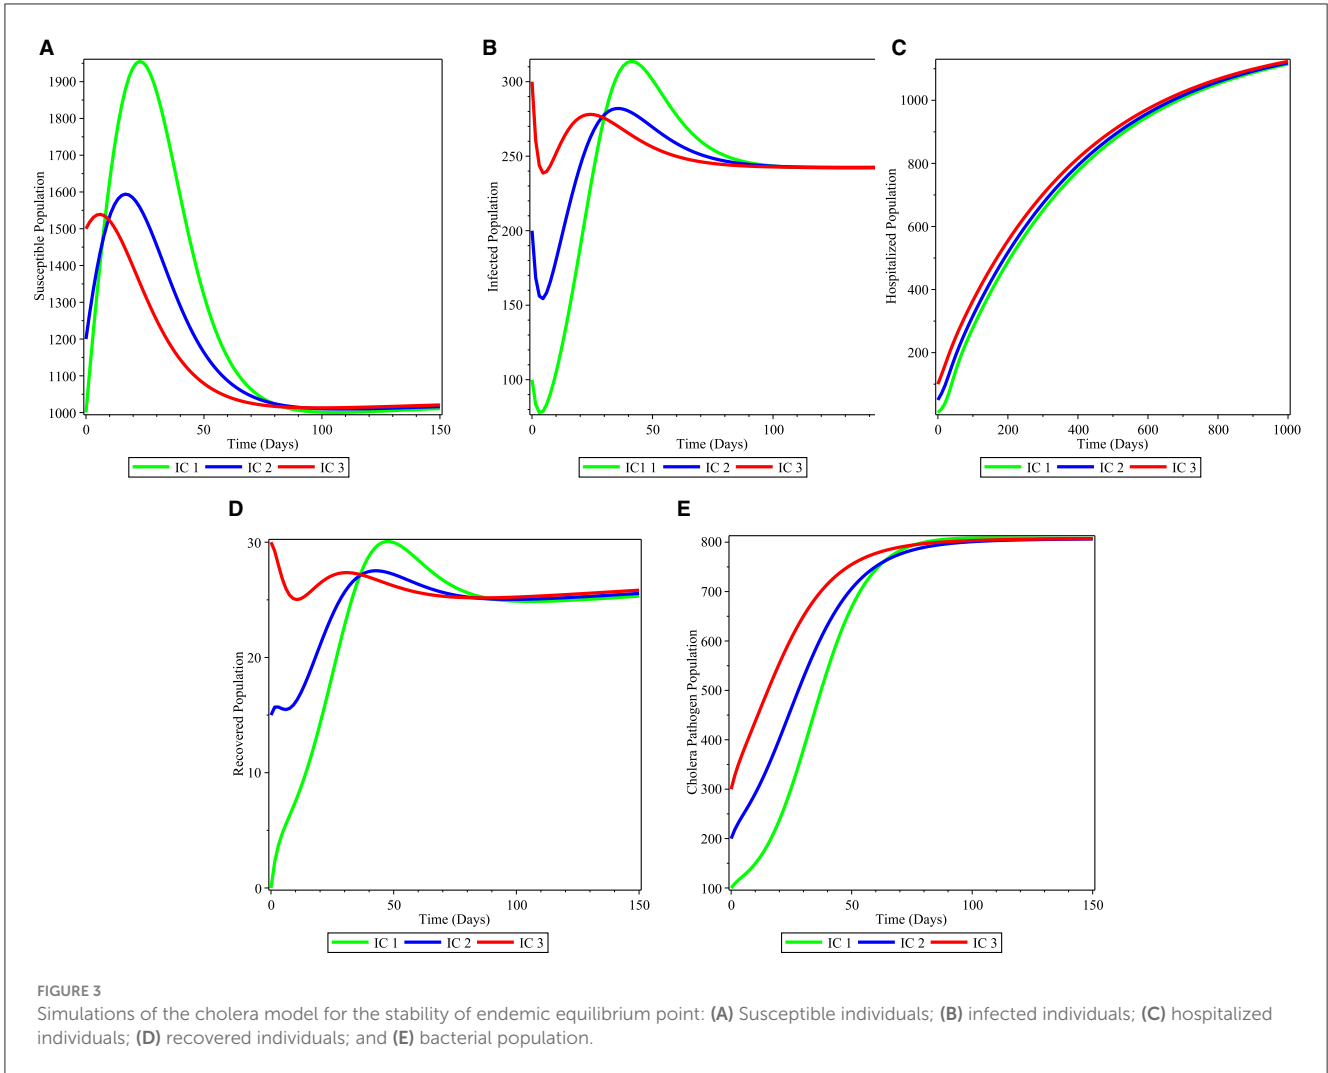 A
Susceptible Population
1900
1800
1700
1600
1500
1400
1300
1200
1100
1000
0 50 100 150
Time (Days)
IC 1 IC 2 IC 3
B
Infected Population
300
250
200
150
100
0 50 100
Time (Days)
IC1 1 IC 2 IC 3
C
Hospitalized Population
1000
800
600
400
200
0 200 400 600 800 1000
Time (Days)
IC 1 IC 2 IC 3
D
Recovered Population
30
20
10
0
0 50 100 150
Time (Days)
IC 1 IC 2 IC 3
E
Cholera Pathogen Population
800
700
600
500
400
300
200
100
0 50 100 150
Time (Days)
IC 1 IC 2 IC 3
FIGURE 3
Simulations of the cholera model for the stability of endemic equilibrium point: (A) Susceptible individuals; (B) infected individuals; (C) hospitalized
individuals; (D) recovered individuals; and (E) bacterial population.